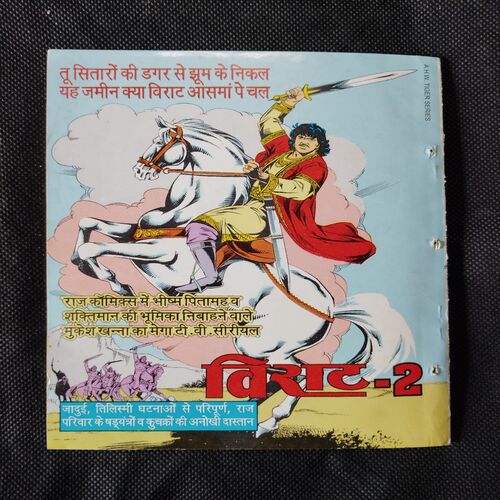 तू सितारों की डगर से झूम के निकल
यह जमीन क्या विराट आसमां पे चल
A.H.W. TIGER SERIES
राज कॉमिक्स में भीष्म पितामह व
शक्तिमान की भूमिका निबाहने वाले
मुकेश खन्ना का मेगा टी.वी. सीरीयल
विराट-2
जादुई, तिलिस्मी घटनाओं से परिपूर्ण, राज
परिवार के षड्यंत्रों व कुचक्रों की अनोखी दास्तान